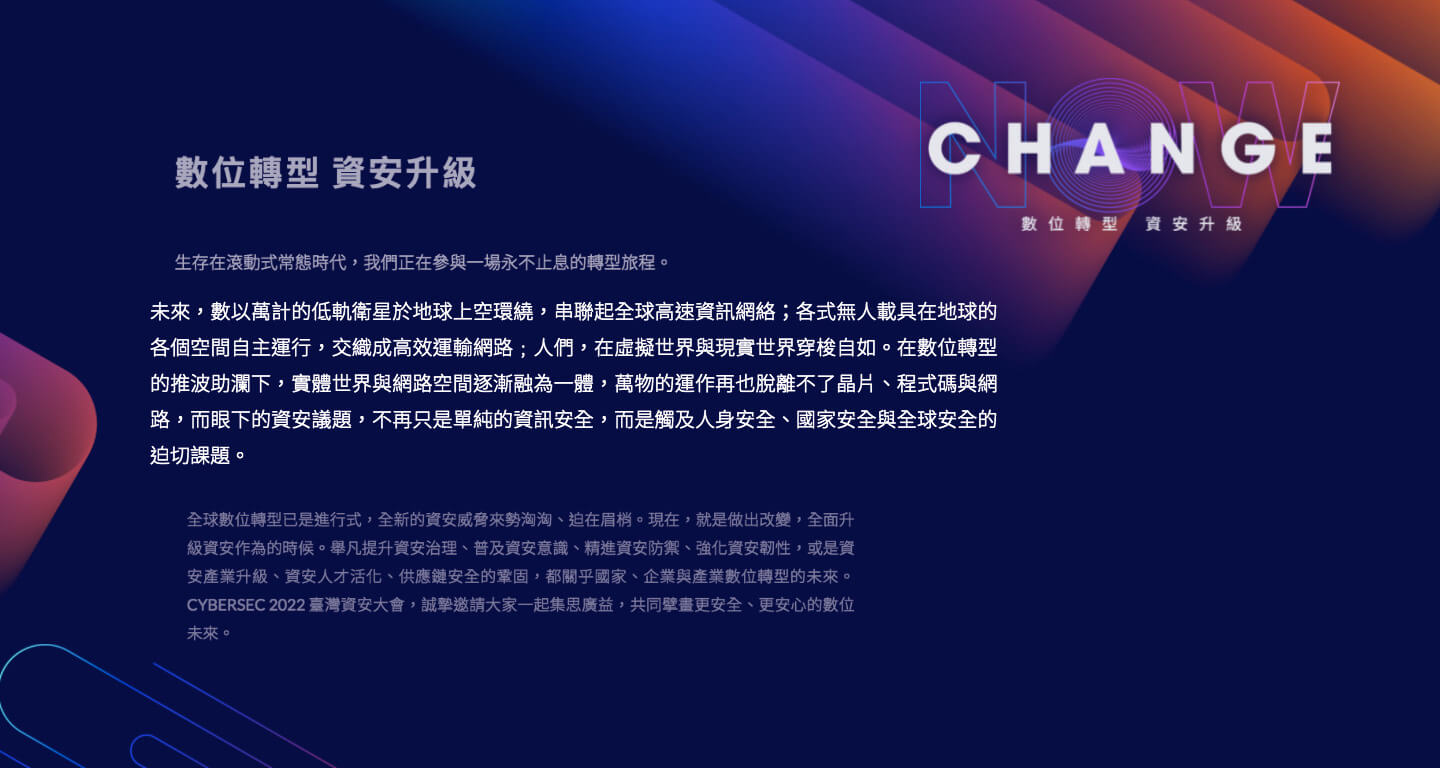 NOW
CHANGE
數位轉型 資安升級
數位轉型 資安升級
生存在滾動式常態時代，我們正在參與一場永不止息的轉型旅程。
未來，數以萬計的低軌衛星於地球上空環繞，串聯起全球高速資訊網絡；各式無人載具在地球的
各個空間自主運行，交織成高效運輸網路；人們，在虛擬世界與現實世界穿梭自如。在數位轉型
的推波助瀾下，實體世界與網路空間逐漸融為一體，萬物的運作再也脫離不了晶片、程式碼與網
路，而眼下的資安議題，不再只是單純的資訊安全，而是觸及人身安全、國家安全與全球安全的
迫切課題。
全球數位轉型已是進行式，全新的資安威脅來勢洶洶、迫在眉梢。現在，就是做出改變，全面升
級資安作為的時候。舉凡提升資安治理、普及資安意識、精進資安防禦、強化資安韌性，或是資
安產業升級、資安人才活化、供應鏈安全的鞏固，都關乎國家、企業與產業數位轉型的未來。
CYBERSEC 2022 臺灣資安大會，誠摯邀請大家一起集思廣益，共同擘畫更安全、更安心的數位
未來。